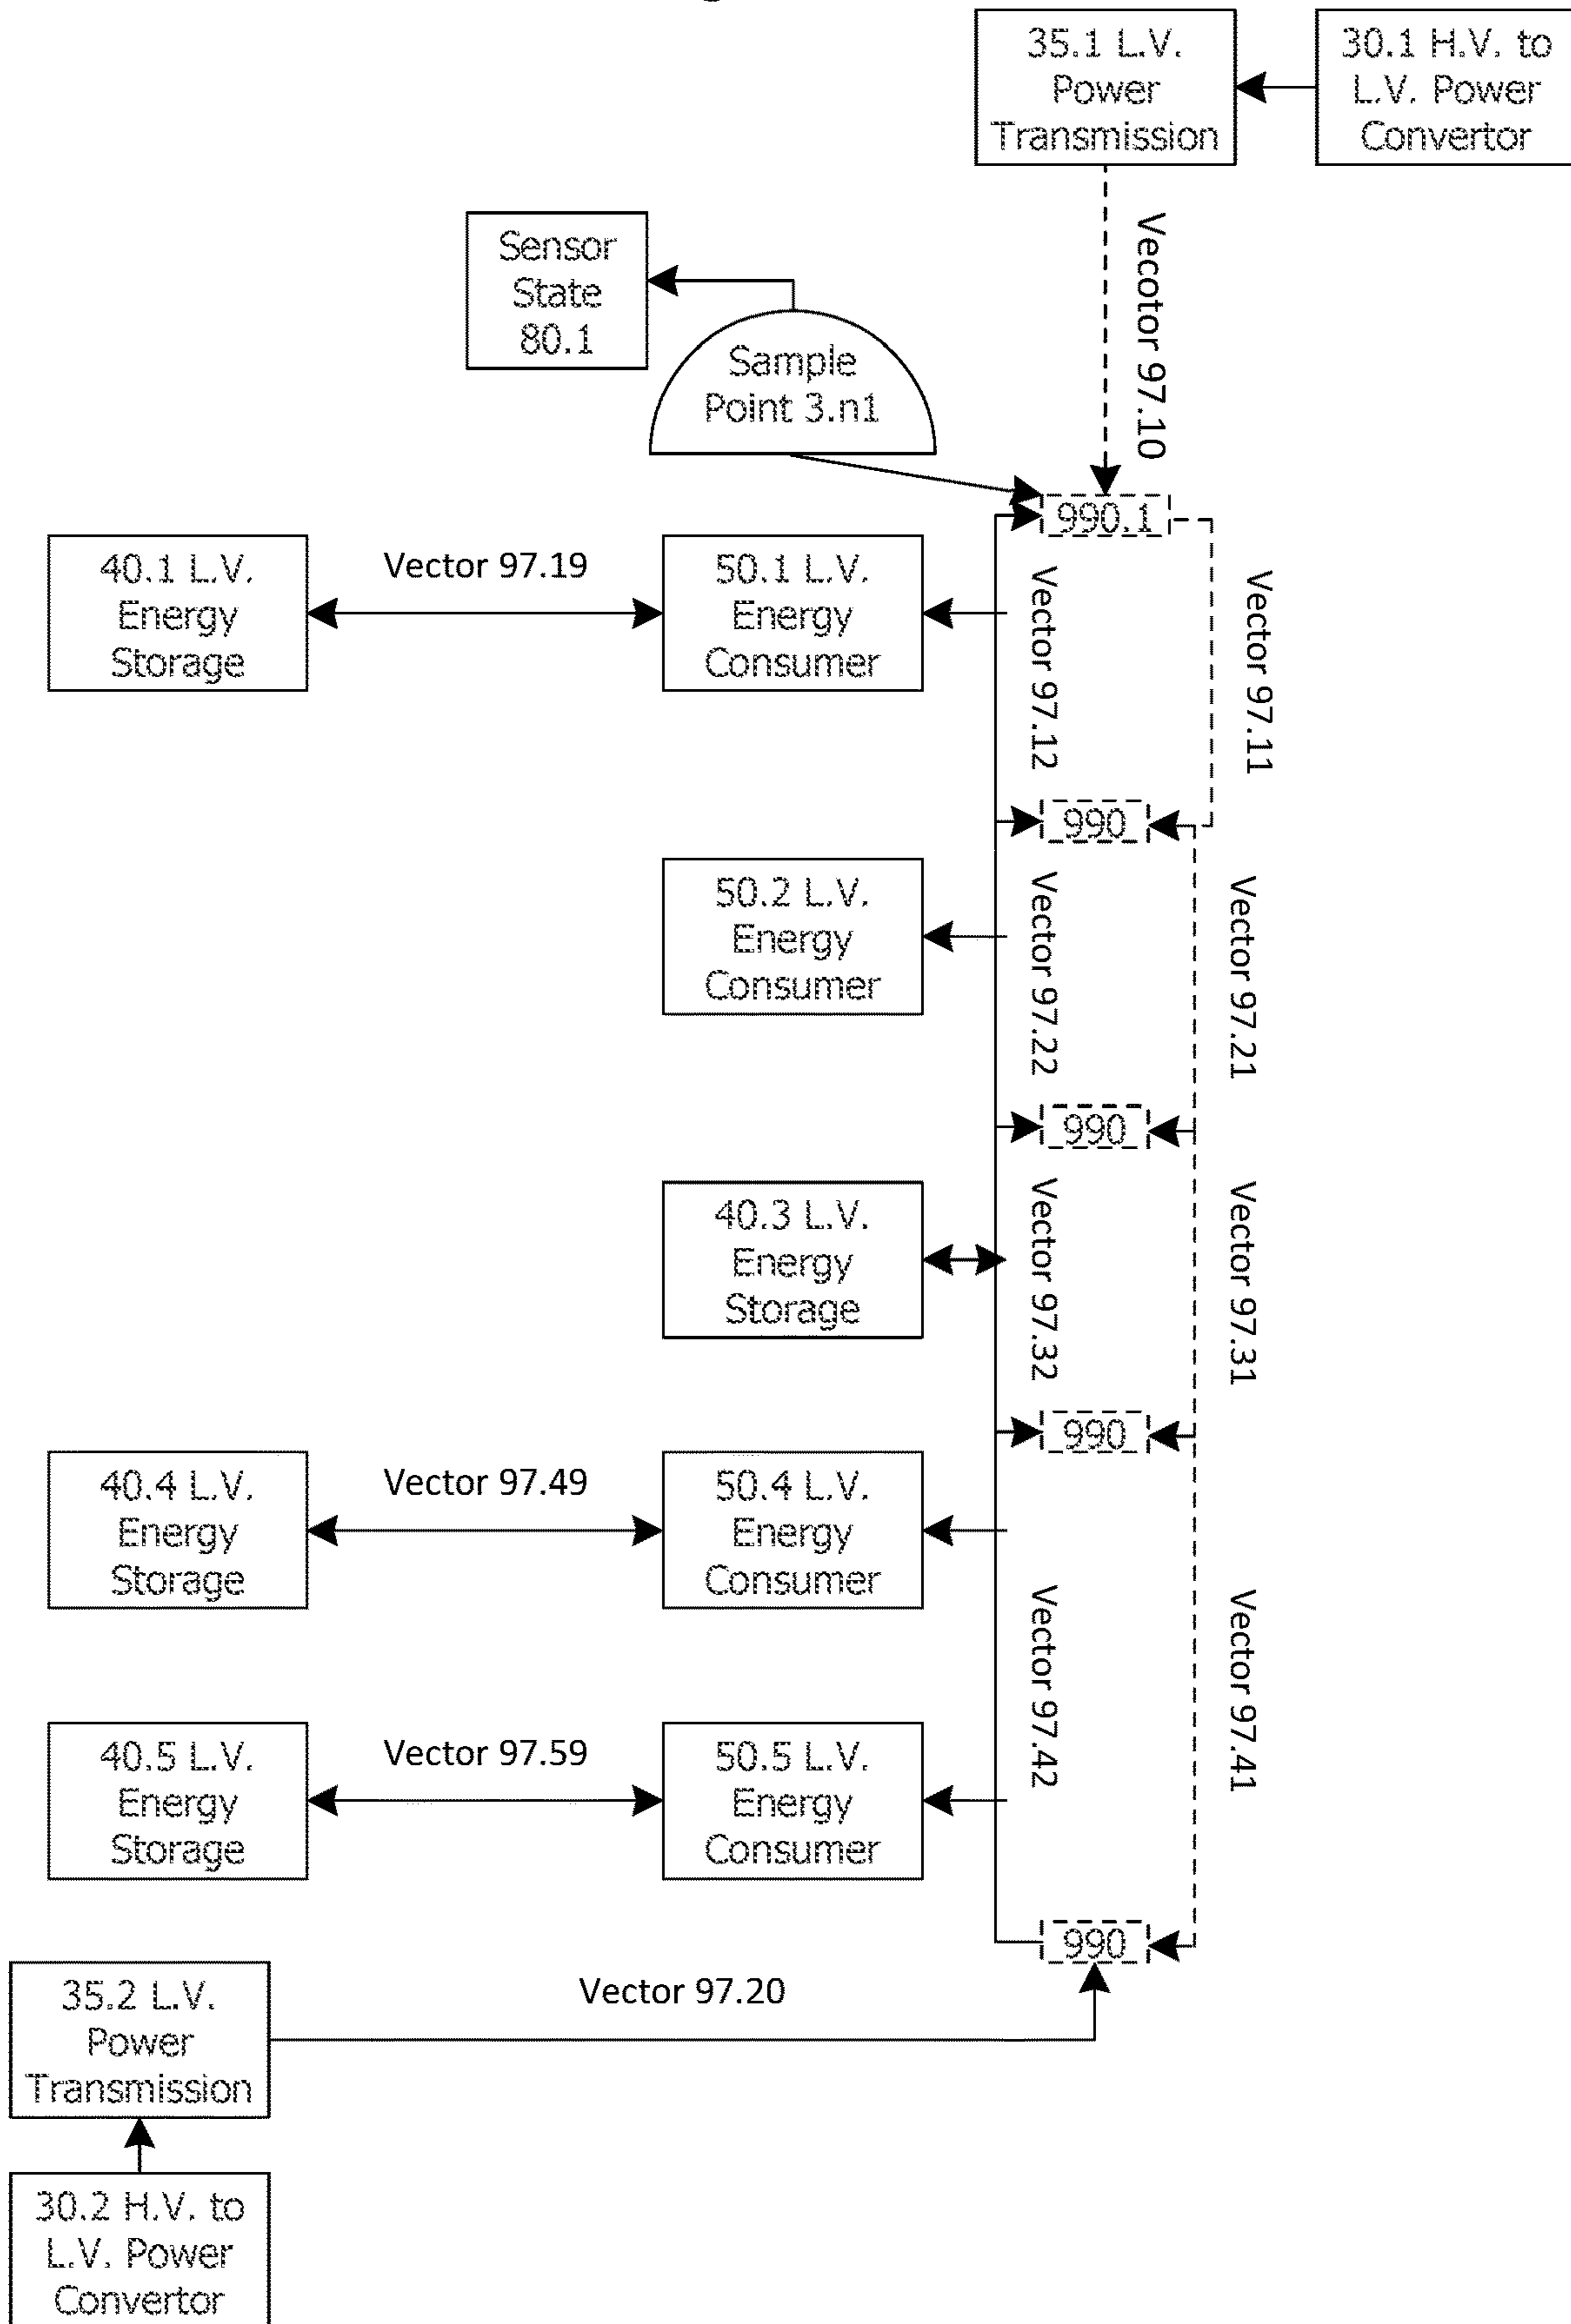 35.1 L.V.
Power
Transmission
30.1 H.V. to
L.V. Power
Convertor
Vecotor 97.10
Sensor
State
80.1
Sample
Point 3.n1
990.1
40.1 L.V.
Energy
Storage
Vector 97.19
50.1 L.V.
Energy
Consumer
Vector 97.12
Vector 97.11
990
50.2 L.V.
Energy
Consumer
Vector 97.22
Vector 97.21
990
40.3 L.V.
Energy
Storage
Vector 97.32
Vector 97.31
990
40.4 L.V.
Energy
Storage
Vector 97.49
50.4 L.V.
Energy
Consumer
Vector 97.42
Vector 97.41
40.5 L.V.
Energy
Storage
Vector 97.59
50.5 L.V.
Energy
Consumer
990
35.2 L.V.
Power
Transmission
Vector 97.20
30.2 H.V. to
L.V. Power
Convertor